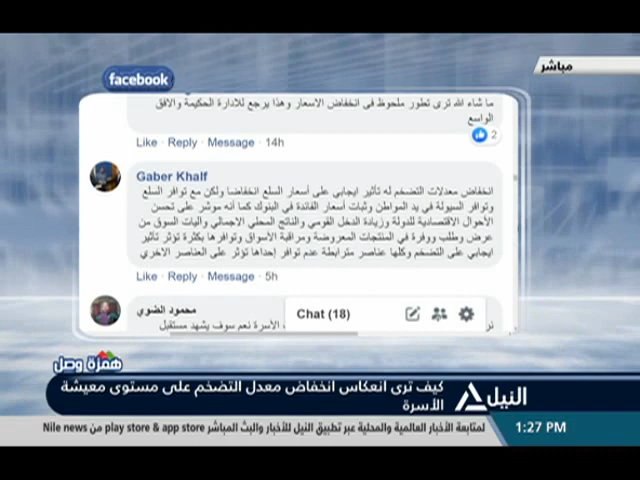 facebook
مباشر
ما شاء الله ترى تطور ملحوظ فى انخفاض الاسعار وهذا يرجع للادارة الحكيمة والافق
الواسع
2
Like · Reply · Message · 14h
Gaber Khalf
انخفاض معدلات التضخم له تأثير ايجابي على أسعار السلع انخفاضا ولكن مع توافر السلع
وتوافر السيولة في يد المواطن وثبات أسعار الفائدة في البنوك كما أنه موشر على تحسن
الأحوال الاقتصادية للدولة وزيادة الدخل القومي والناتج المحلي الاجمالي واليات السوق من
عرض وطلب ووفرة في المنتجات المعروضة ومراقبة الأسواق وتوافرها بكثرة تؤثر تأثير
ايجابي على التضخم وكلها عناصر مترابطة عدم توافر إحداها تؤثر على العناصر الاخري
Like · Reply · Message · 5h
محمود الضوي
الأسرة نعم سوف يشهد مستقبل
Chat (18)
همزة وصل
كيف ترى انعكاس انخفاض معدل التضخم على مستوى معيشة
الأسرة
النيل
لمتابعة الأخبار العالمية والمحلية عبر تطبيق النيل للأخبار والبث المباشر Nile news من play store & app store
1:27 PM